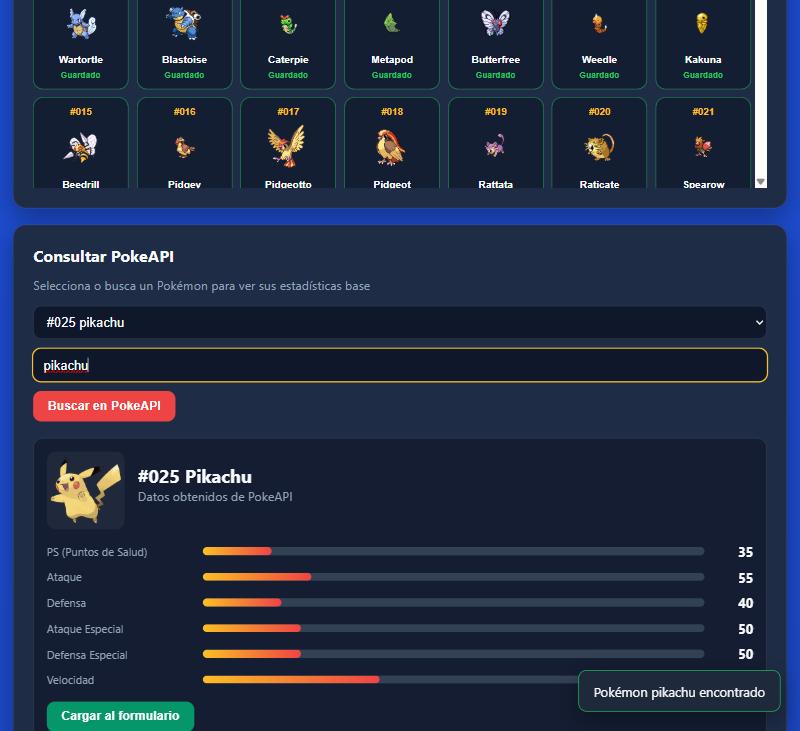 Wartortle Blastoise Caterpie Metapod Butterfree Weedle Kakuna
Guardado Guardado Guardado Guardado Guardado Guardado Guardado
#015 #016 #017 #018 #019 #020 #021
Beedrill Pidgey Pidgeotto Pidgeot Rattata Raticate Spearow
Consultar PokeAPI
Selecciona o busca un Pokémon para ver sus estadísticas base
#025 pikachu
pikachu
Buscar en PokeAPI
#025 Pikachu
Datos obtenidos de PokeAPI
PS (Puntos de Salud) 35
Ataque 55
Defensa 40
Ataque Especial 50
Defensa Especial 50
Velocidad
Pokémon pikachu encontrado
Cargar al formulario